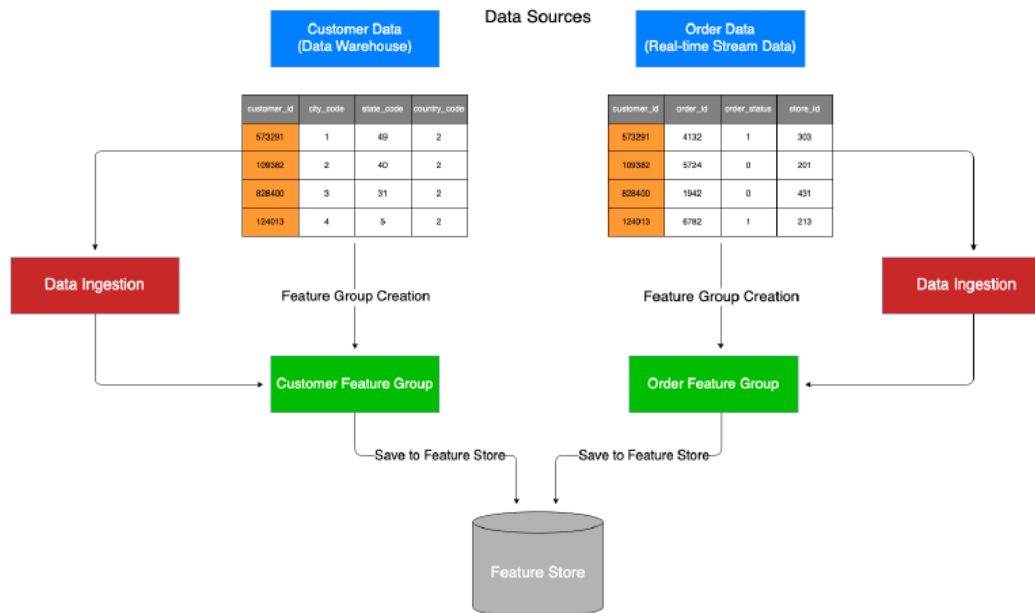 Data Sources
Customer Data
(Data Warehouse)
Order Data
(Real-time Stream Data)
customer_id city_code state_code country_code
573291 1 49 2
109382 2 40 2
828400 3 31 2
124013 4 5 2
customer_id order_id order_status store_id
573291 4132 1 303
109382 5724 0 201
828400 1942 0 431
124013 6782 1 213
Data Ingestion
Feature Group Creation
Feature Group Creation
Data Ingestion
Customer Feature Group
Order Feature Group
Save to Feature Store
Save to Feature Store
Feature Store